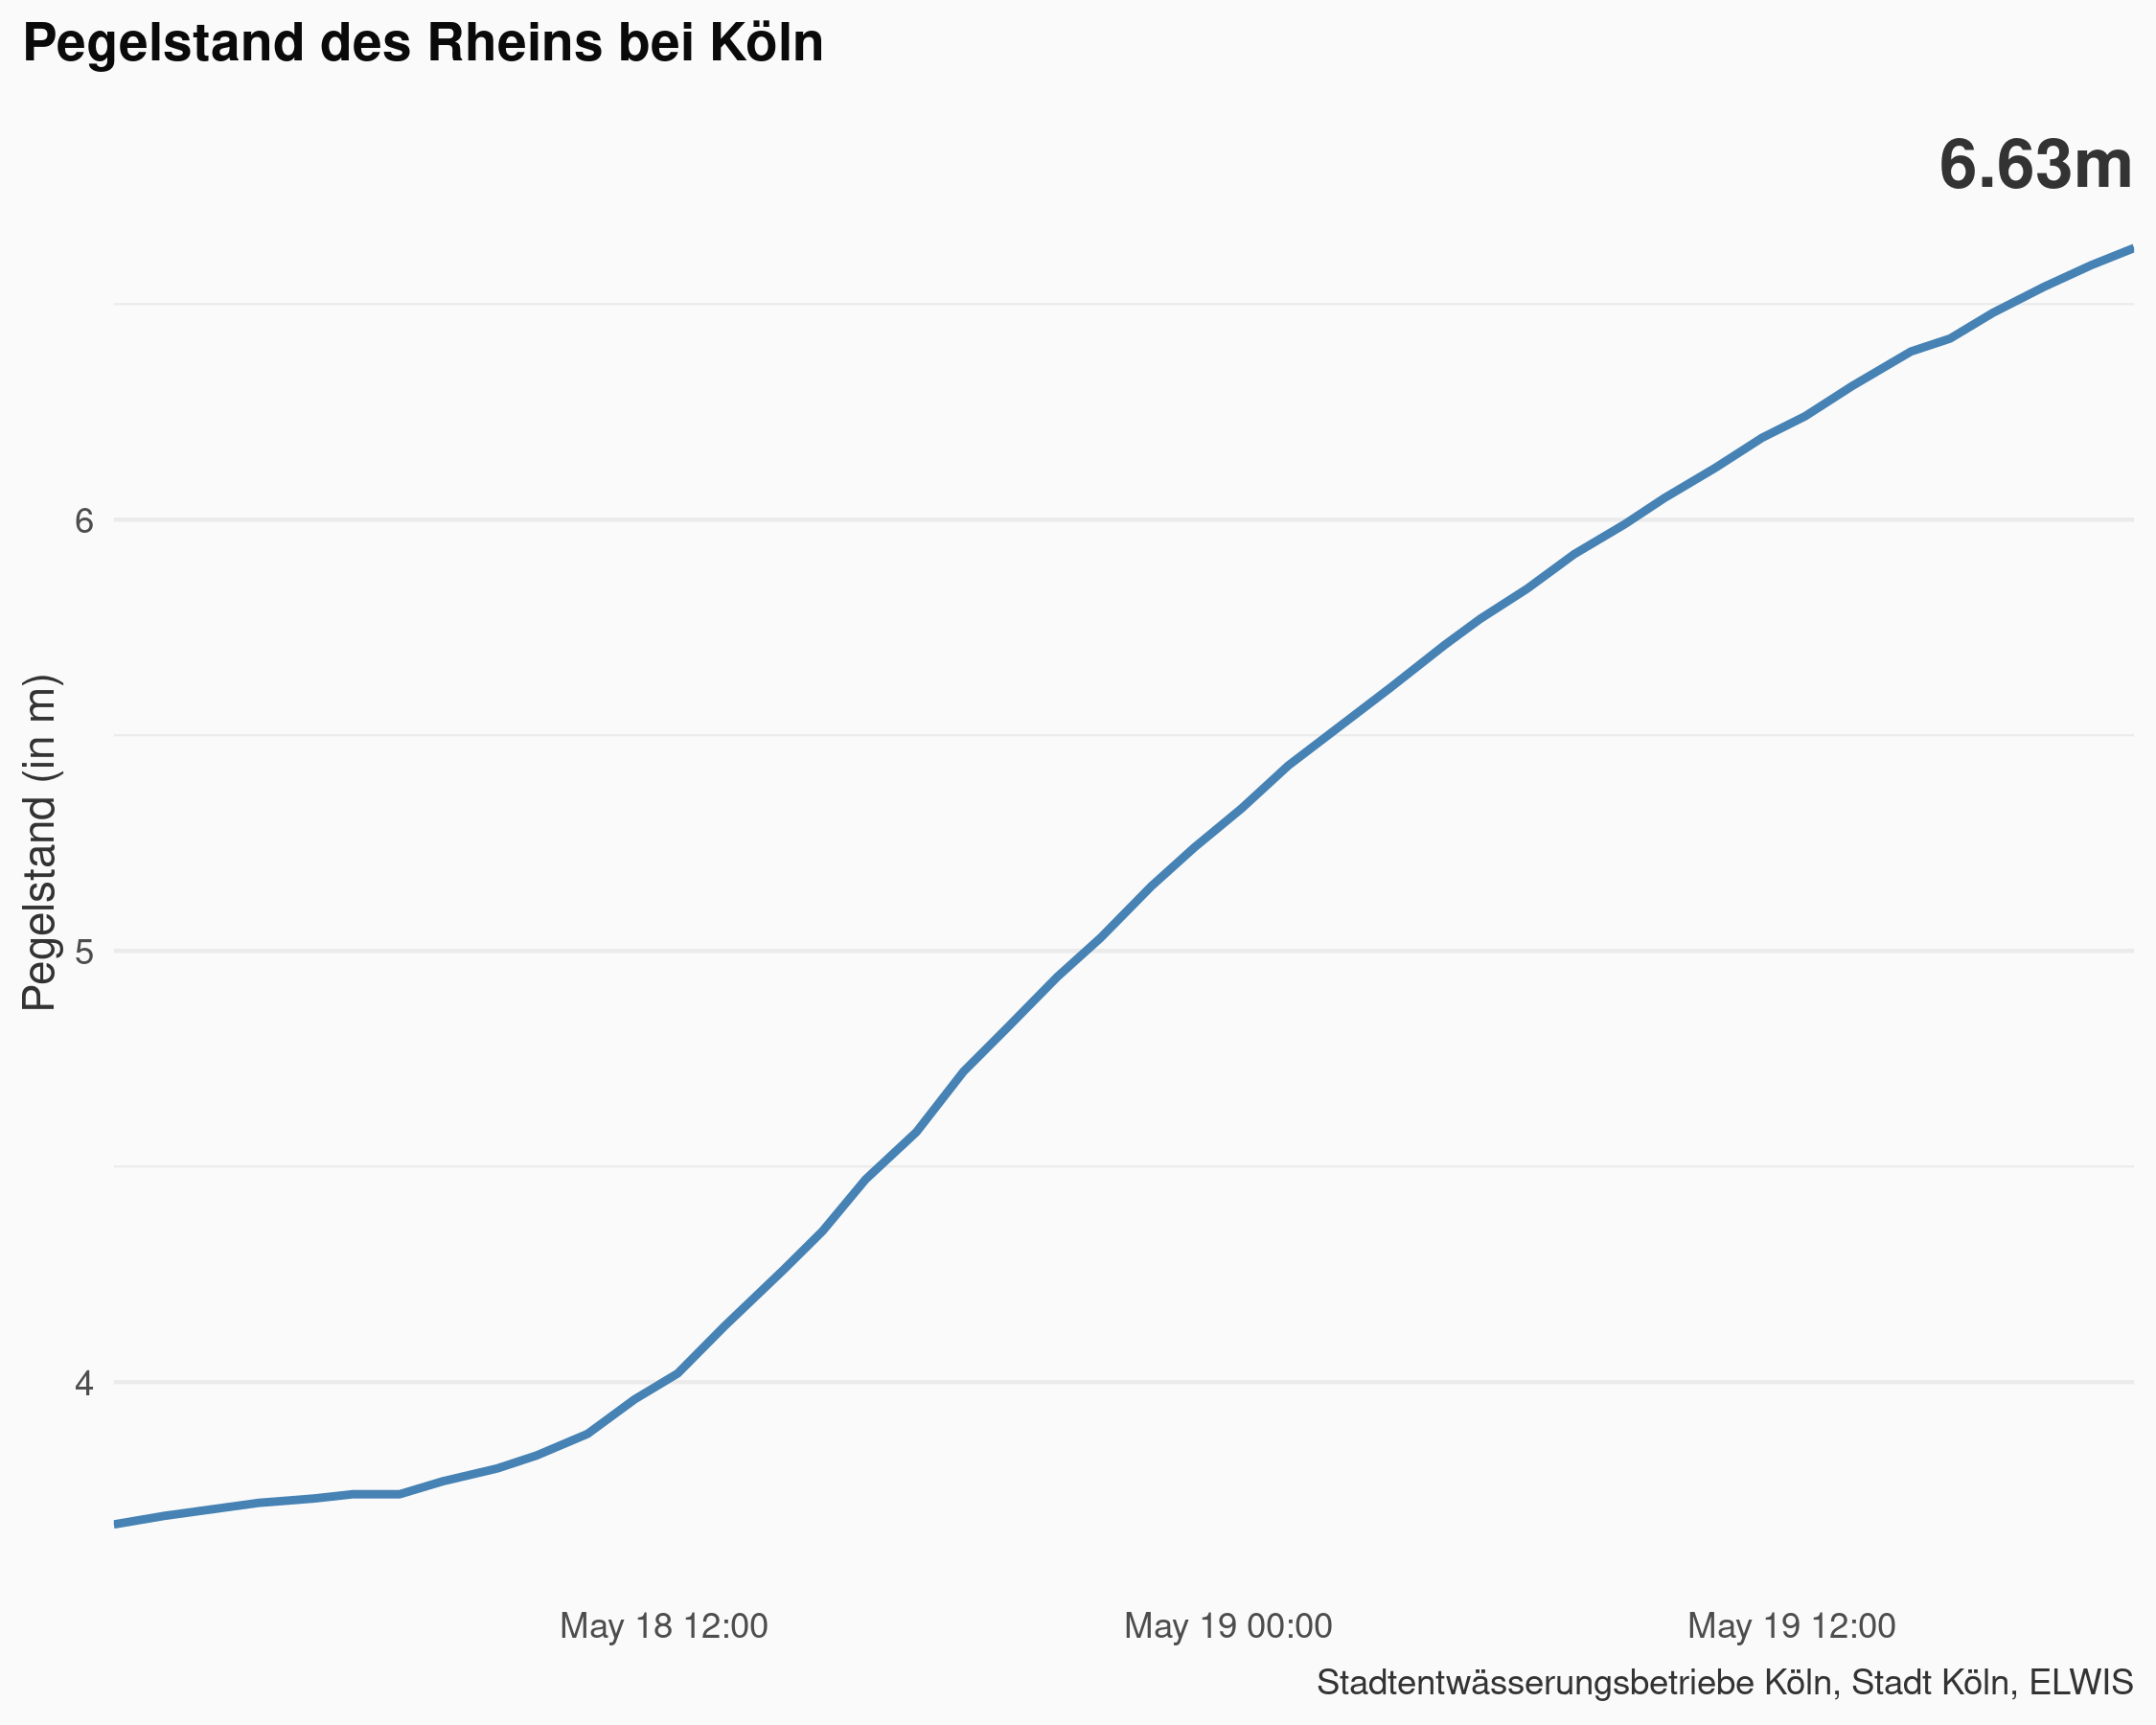 Pegelstand des Rheins bei Köln
6.63m
Pegelstand (in m)
6
5
4
May 18 12:00
May 19 00:00
May 19 12:00
Stadtentwässerungsbetriebe Köln, Stadt Köln, ELWIS